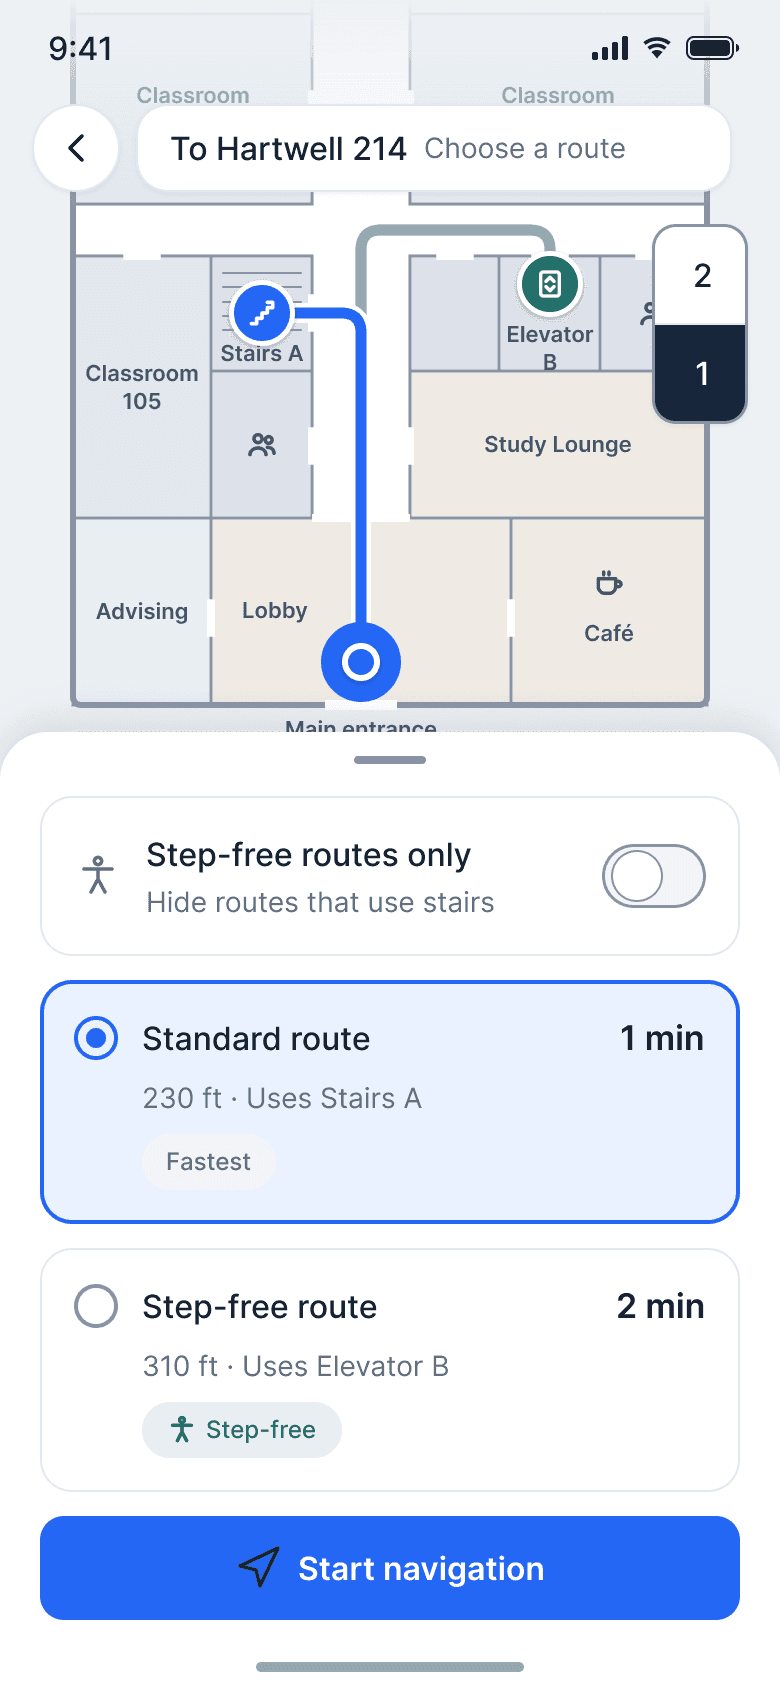 9:41
Classroom
Classroom
To Hartwell 214 Choose a route
2
1
Stairs A
Elevator
B
Classroom
105
Study Lounge
Advising
Lobby
Café
Main entrance
Step-free routes only
Hide routes that use stairs
Standard route
1 min
230 ft · Uses Stairs A
Fastest
Step-free route
2 min
310 ft · Uses Elevator B
Step-free
Start navigation